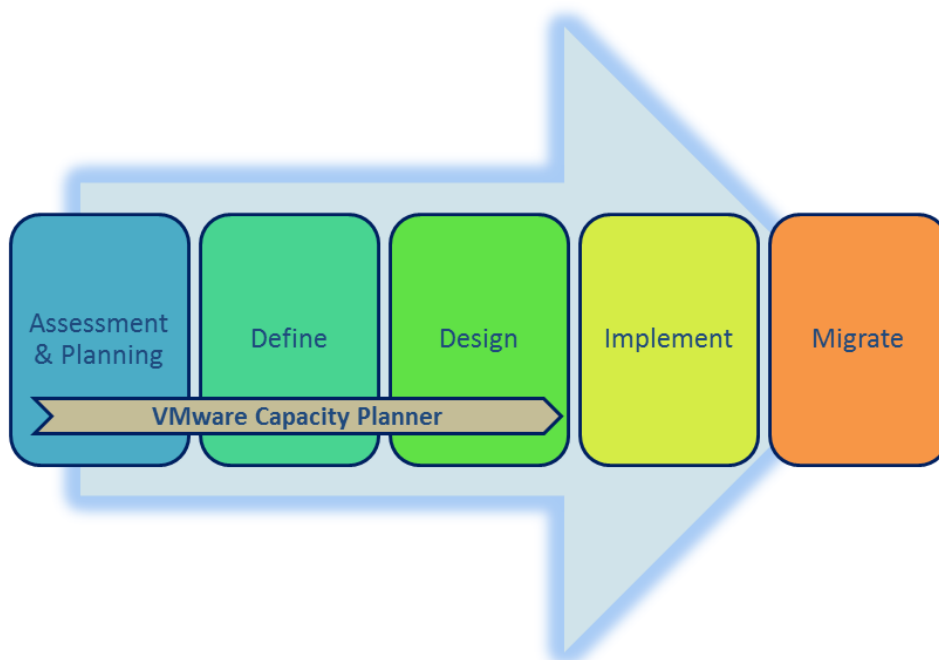 Assessment
& Planning
Define
Design
Implement
Migrate
VMware Capacity Planner